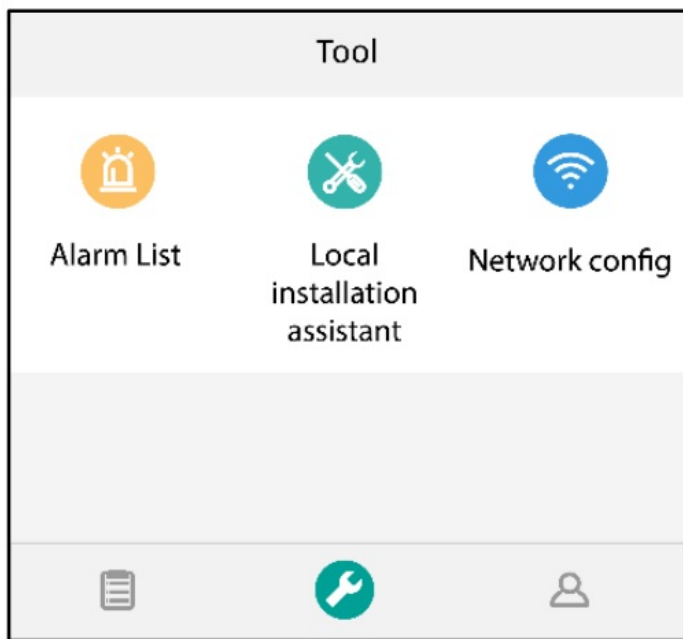 Tool
Alarm List
Local
installation
assistant
Network config